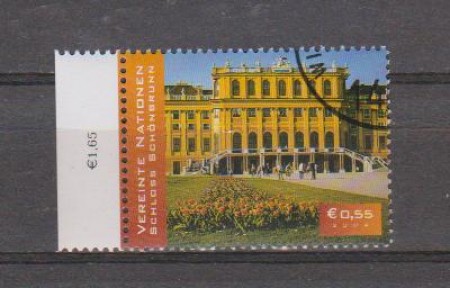 €1,65
VEREINTE NATIONEN
SCHLOSS SCHÖNBRUNN
€ 0,55
2004